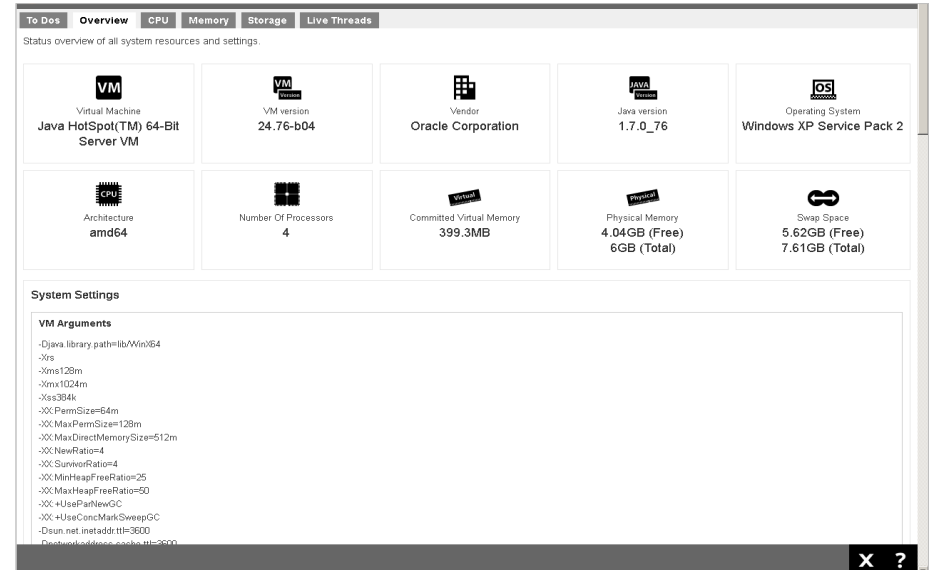 To Dos Overview CPU Memory Storage Live Threads
Status overview of all system resources and settings.
VM
Virtual Machine
Java HotSpot(TM) 64-Bit
Server VM
VM
Version
VM version
24.76-b04
Vendor
Oracle Corporation
JAVA
Version
Java version
1.7.0_76
OS
Operating System
Windows XP Service Pack 2
CPU
Architecture
amd64
Number Of Processors
4
Virtual
Committed Virtual Memory
399.3MB
Physical
Physical Memory
4.04GB (Free)
6GB (Total)
Swap Space
5.62GB (Free)
7.61GB (Total)
System Settings
VM Arguments
-Djava.library.path=lib/WinX64
-Xrs
-Xms128m
-Xmx1024m
-Xss384k
-XX:PermSize=64m
-XX:MaxPermSize=128m
-XX:MaxDirectMemorySize=512m
-XX:NewRatio=4
-XX:SurvivorRatio=4
-XX:MinHeapFreeRatio=25
-XX:MaxHeapFreeRatio=50
-XX:+UseParNewGC
-XX:+UseConcMarkSweepGC
-Dsun.net.inetaddr.ttl=3600
-Dnetworkaddress.cache.ttl=3600
X ?